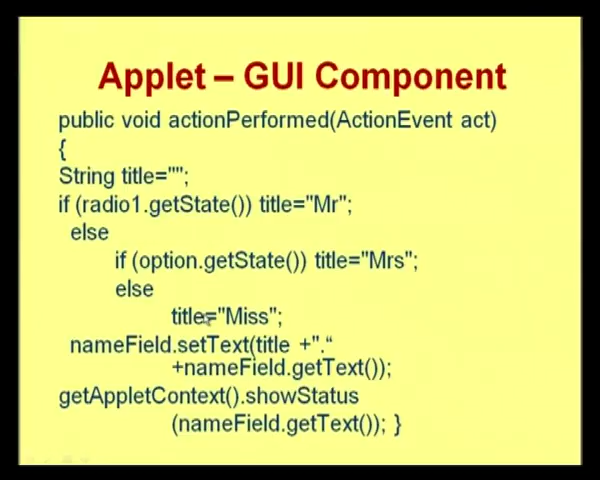 Applet – GUI Component
public void actionPerformed(ActionEvent act)
{
String title="";
if (radio1.getState()) title="Mr";
else
if (option.getState()) title="Mrs";
else
title="Miss";
nameField.setText(title +".“
+nameField.getText());
getAppletContext().showStatus
(nameField.getText()); }